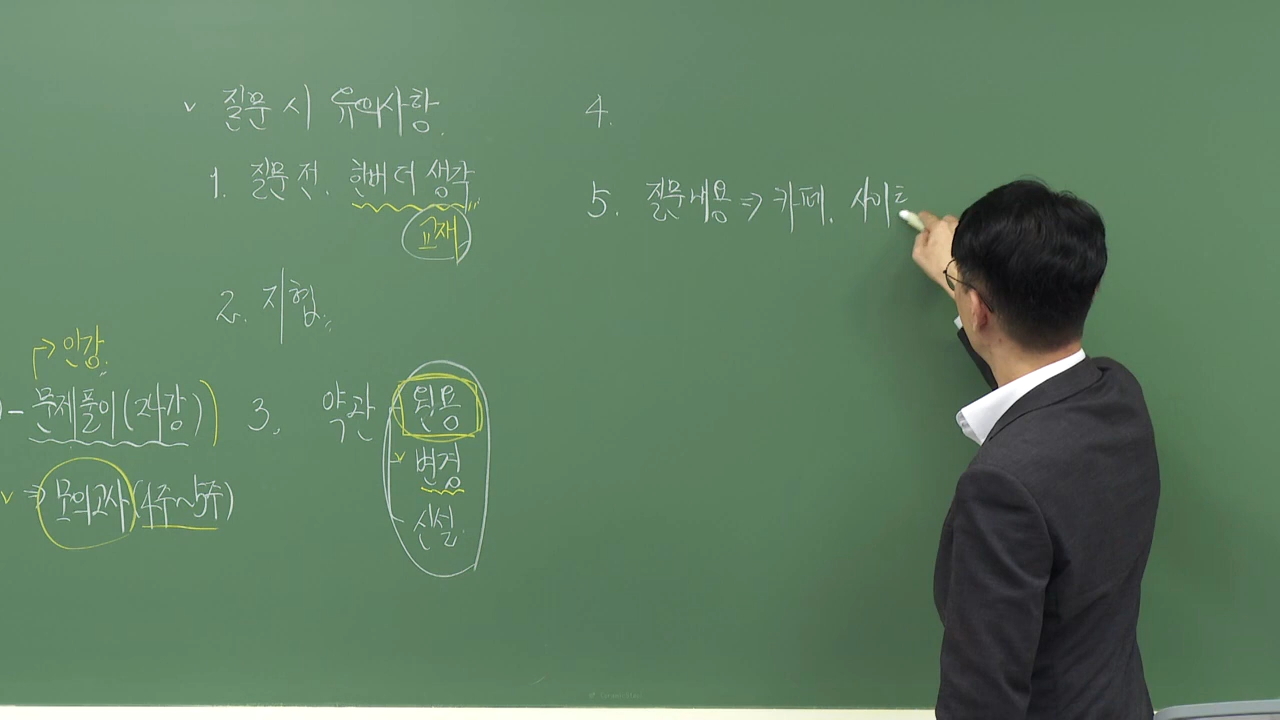 v 질문 시 유의사항.
1. 질문 전. 한번 더 생각
교재
2. 지협.
→ 인강.
- 문제풀이(자강)
v ⇒ 모의고사(4주~5주)
3. 약관
원용
v 변경
신설.
4.
5. 질문내용 ⇒ 카페. 사이트